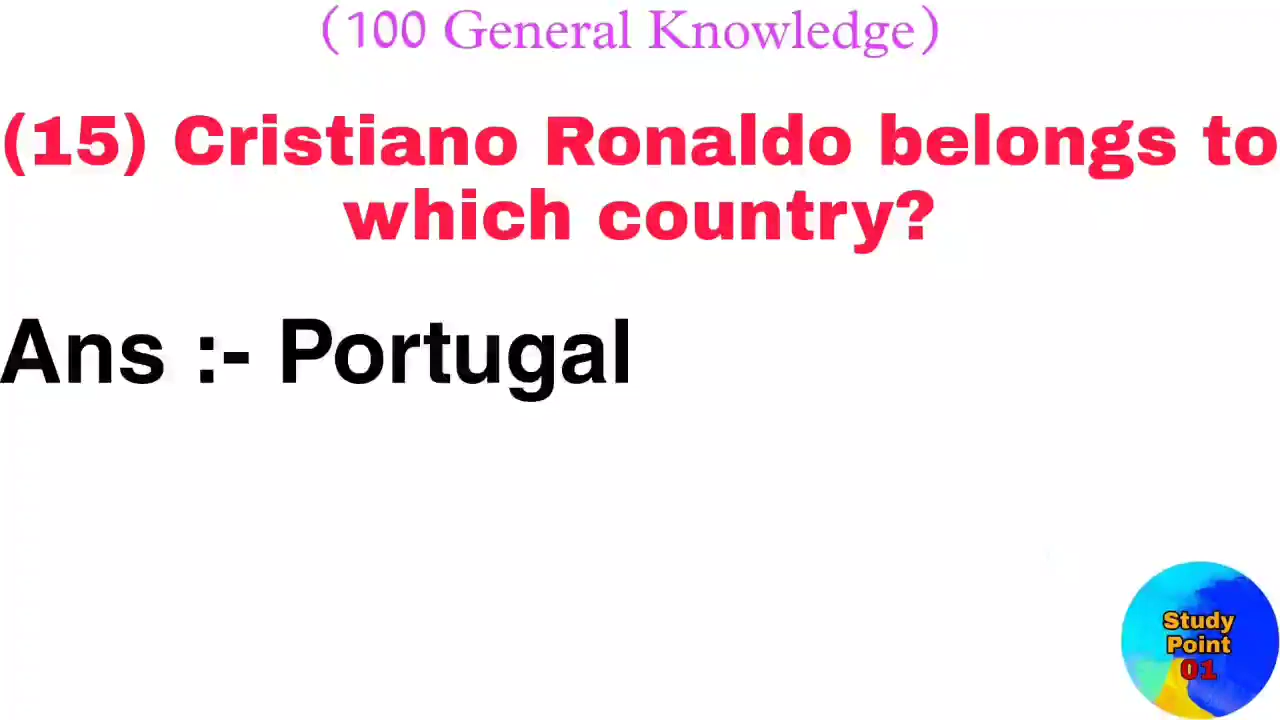 (100 General Knowledge)
(15) Cristiano Ronaldo belongs to
which country?
Ans :- Portugal
Study
Point
01